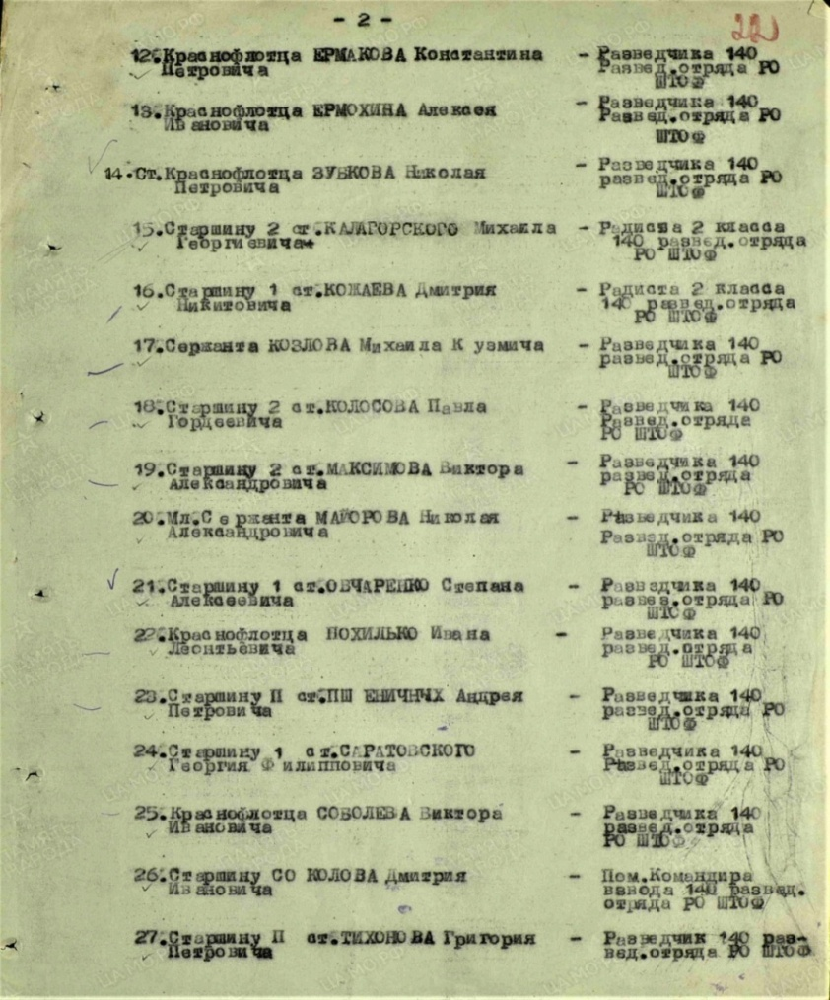 - 2 -
22
12.Краснофлотца ЕРМАКОВА Константина - Разведчика 140
Петровича Развед.отряда РО
ШТОФ
13.Краснофлотца ЕРМОХИНА Алексея - Разведчика 140
Ивановича Развед.отряда РО
ШТОФ
14.Ст.Краснофлотца ЗУБКОВА Николая - Разведчика 140
Петровича развед.отряда РО
ШТОФ
15.Старшину 2 ст.КАЛАГОРСКОГО Михаила - Радиста 2 класса
Георгиевича 140 развед.отряда
РО ШТОФ
16.Старшину 1 ст.КОЖАЕВА Дмитрия - Радиста 2 класса
Никитовича 140 развед.отряда
РО ШТОФ
17.Сержанта КОЗЛОВА Михаила К узмича - Разведчика 140
развед.отряда РО
ШТОФ
18.Старшину 2 ст.КОЛОСОВА Павла - Разведчика 140
Гордеевича Развед.отряда
РО ШТОФ
19.Старшину 2 ст.МАКСИМОВА Виктора - Разведчика 140
Александровича развед.отряда
РО ШТОФ
20.Мл.Сержанта МАЙОРОВА Николая - Разведчика 140
Александровича Развед.отряда РО
ШТОФ
21.Старшину 1 ст.ОВЧАРЕНКО Степана - Разведчика 140
Алексеевича развед.отряда РО
ШТОФ
22.Краснофлотца ПОХИЛЬКО Ивана - Разведчика 140
Леонтьевича развед.отряда
РО ШТОФ
23.Старшину П ст.ПШ ЕНИЧНЫХ Андрея - Разведчика 140
Петровича развед.отряда РО
ШТОФ
24.Старшину 1 ст.САРАТОВСКОГО - Разведчика 140
Георгия Филипповича Развед.отряда РО
ШТОФ
25.Краснофлотца СОБОЛЕВА Виктора - Разведчика 140
Ивановича развед.отряда
РО ШТОФ
26.Старшину СО КОЛОВА Дмитрия - Пом.Командира
Ивановича взвода 140 развед.
отряда РО ШТОФ
27.Старшину П ст.ТИХОНОВА Григория - Разведчик 140 раз-
Петровича вед.отряда РО ШТОФ